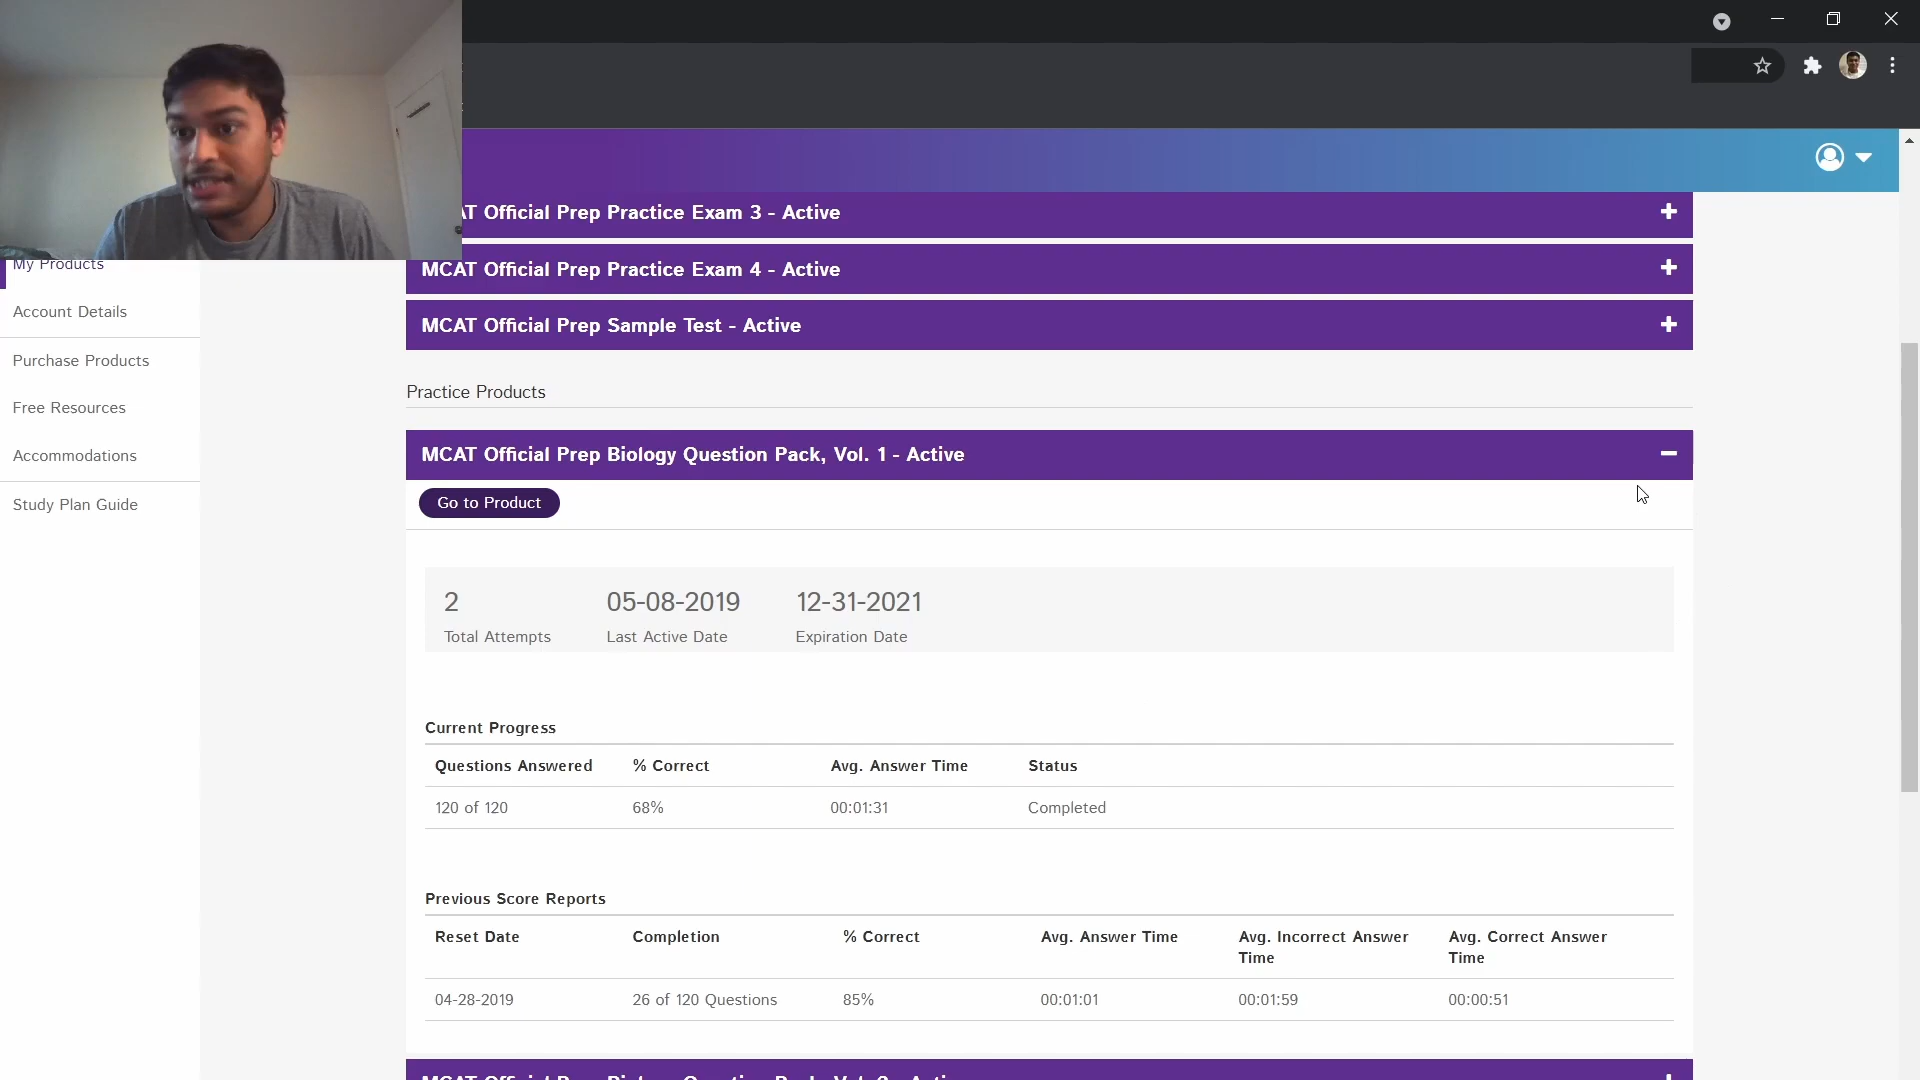 T Official Prep Practice Exam 3 - Active
MCAT Official Prep Practice Exam 4 - Active
MCAT Official Prep Sample Test - Active
My Products
Account Details
Purchase Products
Free Resources
Accommodations
Study Plan Guide
Practice Products
MCAT Official Prep Biology Question Pack, Vol. 1 - Active
Go to Product
2 05-08-2019 12-31-2021
Total Attempts Last Active Date Expiration Date
Current Progress
Questions Answered % Correct Avg. Answer Time Status
120 of 120 68% 00:01:31 Completed
Previous Score Reports
Reset Date Completion % Correct Avg. Answer Time Avg. Incorrect Answer Avg. Correct Answer
Time Time
04-28-2019 26 of 120 Questions 85% 00:01:01 00:01:59 00:00:51